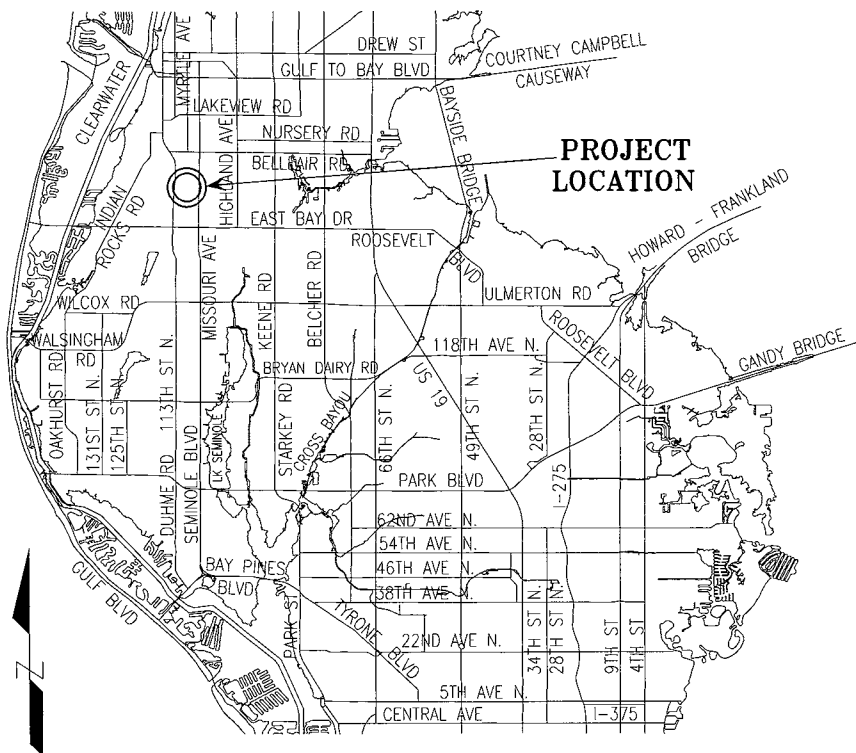 DREW ST
COURTNEY CAMPBELL
CAUSEWAY
GULF TO BAY BLVD
MYRTLE AVE
CLEARWATER
LAKEVIEW RD
BAYSIDE BRIDGE
HIGHLAND AVE
NURSERY RD
BELLEAIR RD
PROJECT
LOCATION
INDIAN
ROCKS RD
EAST BAY DR
ROOSEVELT
BLVD
HOWARD - FRANKLAND
BRIDGE
MISSOURI AVE
KEENE RD
BELCHER RD
WILCOX RD
ULMERTON RD
WALSINGHAM
RD
118TH AVE N.
ROOSEVELT BLVD
GANDY BRIDGE
BRYAN DAIRY RD
US 19
OAKHURST RD
131ST ST N.
125TH ST N.
113TH ST N.
DUHME RD
SEMINOLE BLVD
LK SEMINOLE
STARKEY RD
CROSS BAYOU
66TH ST N.
49TH ST N.
28TH ST N.
I-275
PARK BLVD
62ND AVE N.
54TH AVE N.
46TH AVE N.
38TH AVE N.
BAY PINES
BLVD
GULF BLVD
PARK ST
TYRONE BLVD
22ND AVE N.
34TH ST N.
28TH ST N.
9TH ST
4TH ST
5TH AVE N.
CENTRAL AVE
I-375
N